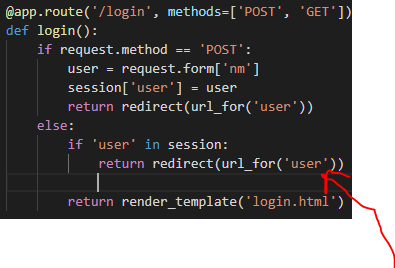 @app.route('/login', methods=['POST', 'GET'])
def login():
    if request.method == 'POST':
        user = request.form['nm']
        session['user'] = user
        return redirect(url_for('user'))
    else:
        if 'user' in session:
            return redirect(url_for('user'))
        return render_template('login.html')